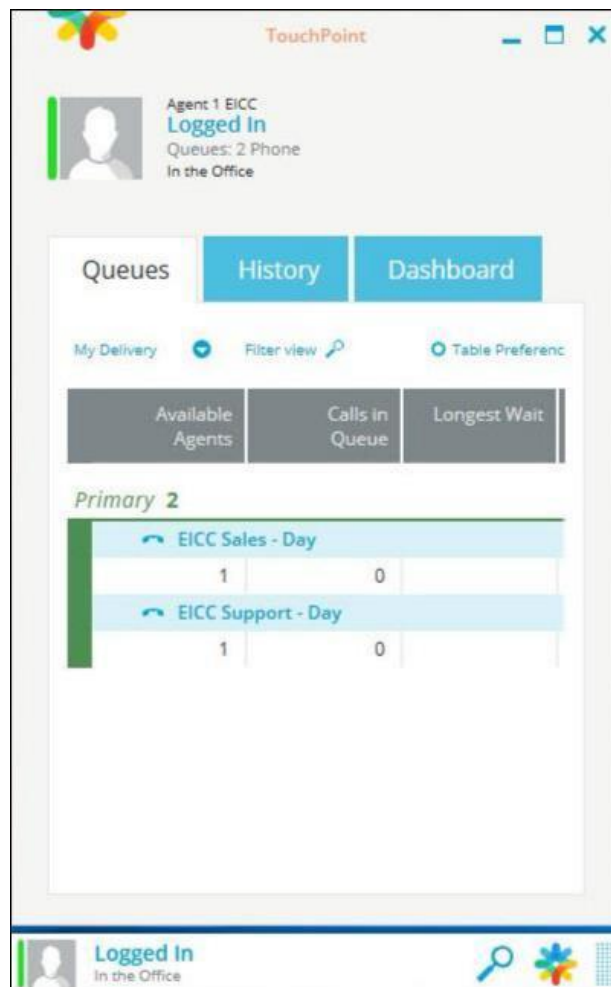 TouchPoint
Agent 1 EICC
Logged In
Queues: 2 Phone
In the Office
Queues History Dashboard
My Delivery Filter view Table Preferenc
Available Agents Calls in Queue Longest Wait
Primary 2
EICC Sales - Day
1 0
EICC Support - Day
1 0
Logged In
In the Office